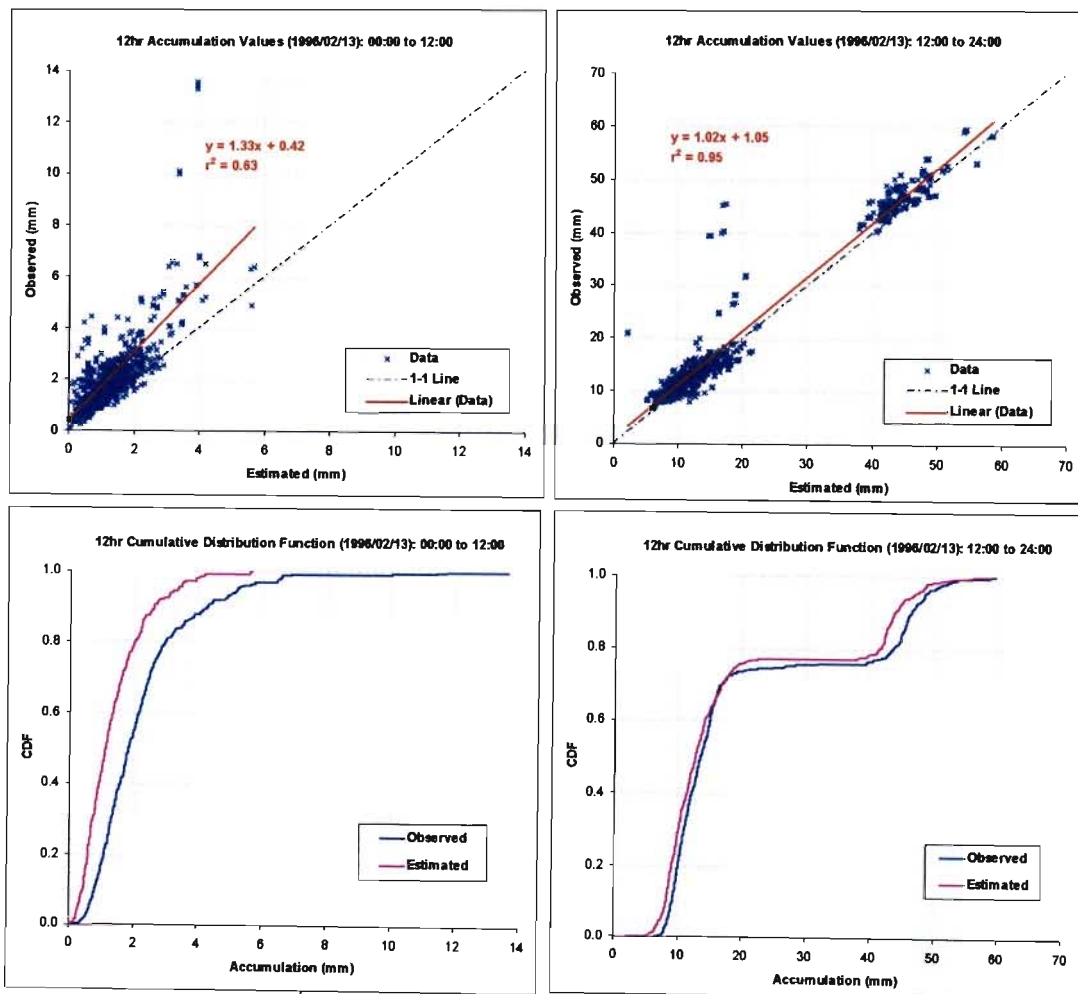 12hr Accumulation Values (1996/02/13): 00:00 to 12:00
14
12
10
8
6
4
2
0
Observed (mm)
y = 1.33x + 0.42
r² = 0.63
Data
1-1 Line
Linear (Data)
0 2 4 6 8 10 12 14
Estimated (mm)
12hr Accumulation Values (1996/02/13): 12:00 to 24:00
70
60
50
40
30
20
10
0
Observed (mm)
y = 1.02x + 1.05
r² = 0.95
Data
1-1 Line
Linear (Data)
0 10 20 30 40 50 60 70
Estimated (mm)
12hr Cumulative Distribution Function (1996/02/13): 00:00 to 12:00
1.0
0.8
0.6
0.4
0.2
0.0
CDF
Observed
Estimated
0 2 4 6 8 10 12 14
Accumulation (mm)
12hr Cumulative Distribution Function (1996/02/13): 12:00 to 24:00
1.0
0.8
0.6
0.4
0.2
0.0
CDF
Observed
Estimated
0 10 20 30 40 50 60 70
Accumulation (mm)